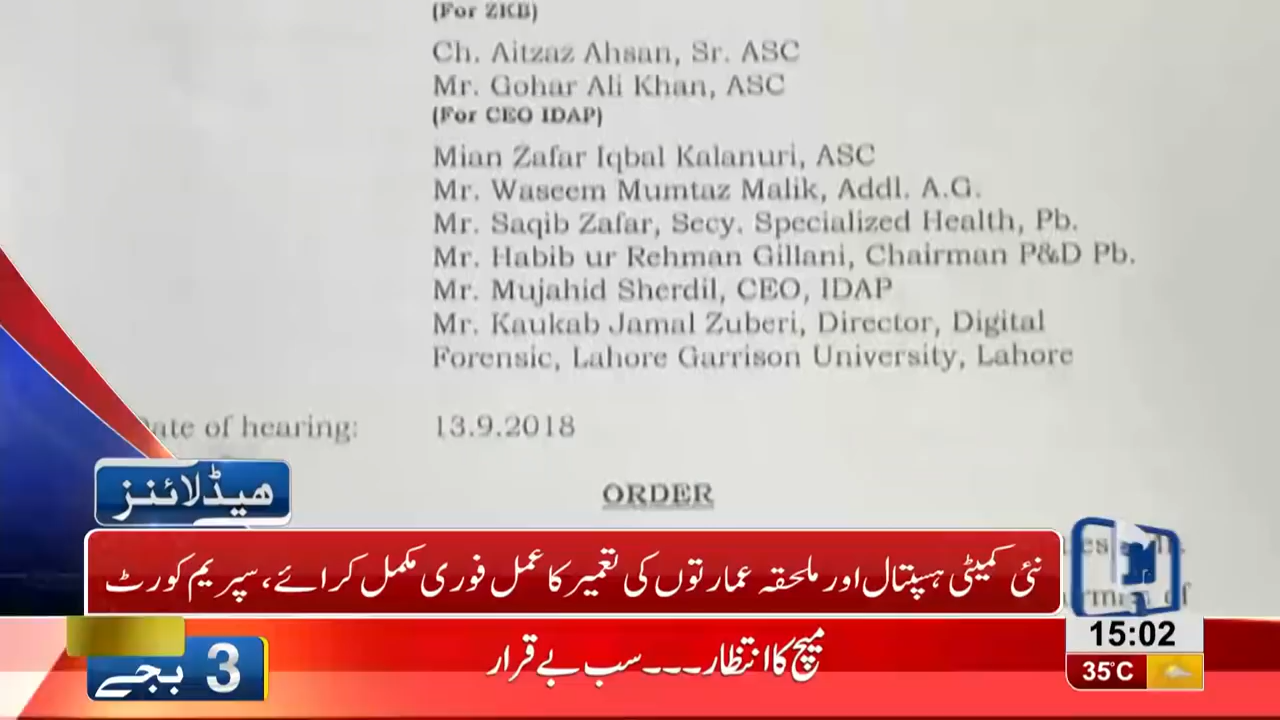 (For ZKB)
Ch. Aitzaz Ahsan, Sr. ASC
Mr. Gohar Ali Khan, ASC
(For CEO IDAP)
Mian Zafar Iqbal Kalanuri, ASC
Mr. Waseem Mumtaz Malik, Addl. A.G.
Mr. Saqib Zafar, Secy. Specialized Health, Pb.
Mr. Habib ur Rehman Gillani, Chairman P&D Pb.
Mr. Mujahid Sherdil, CEO, IDAP
Mr. Kaukab Jamal Zuberi, Director, Digital
Forensic, Lahore Garrison University, Lahore
Date of hearing: 13.9.2018
ORDER
ہیڈلائنز
نئی کمیٹی ہسپتال اور ملحقہ عمارتوں کی تعمیر کا عمل فوری مکمل کرائے، سپریم کورٹ
میچ کا انتظار۔۔۔سب بے قرار
3 بجے
15:02
35°C